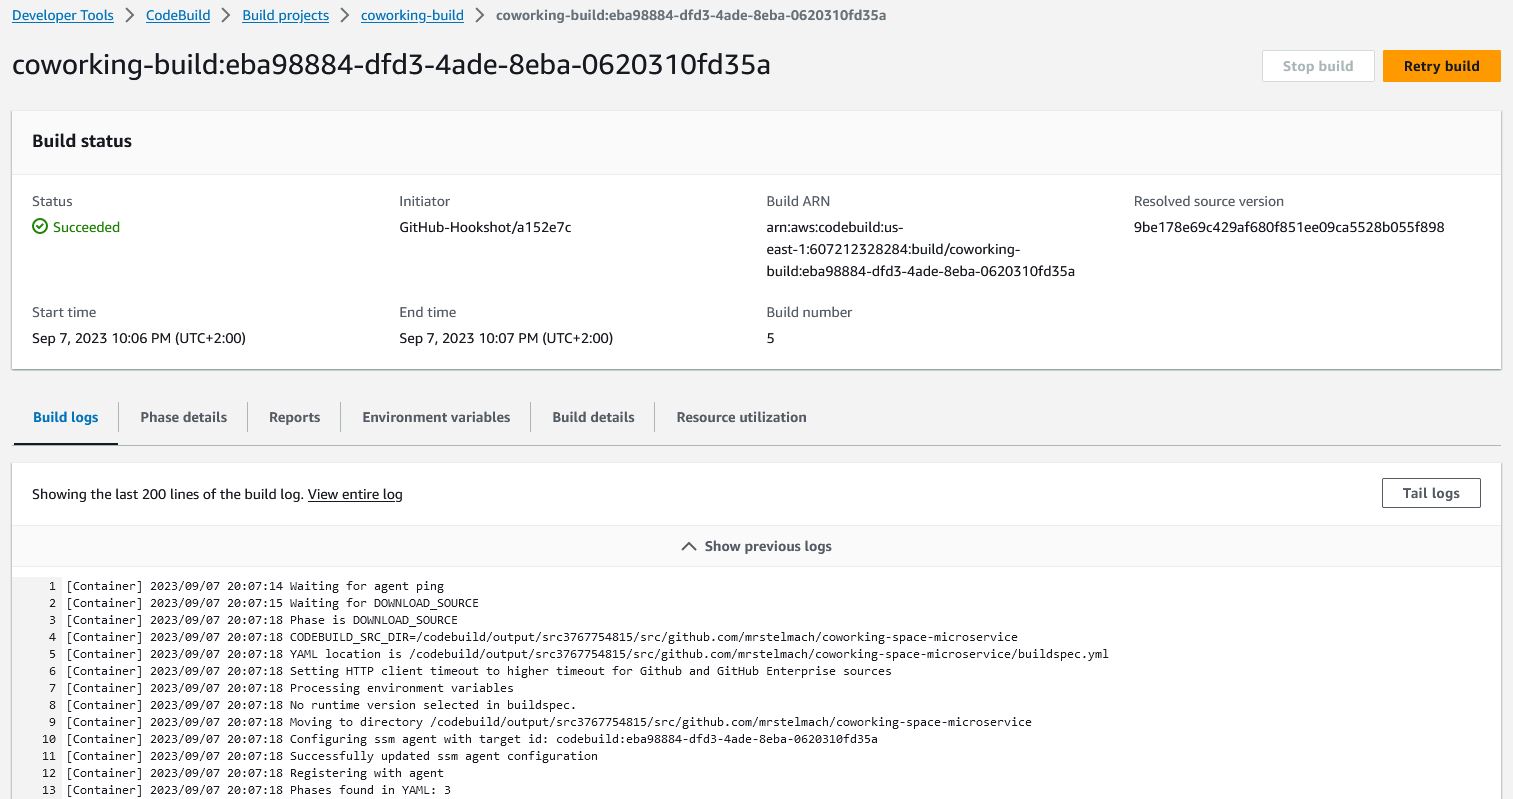 Developer Tools > CodeBuild > Build projects > coworking-build > coworking-build:eba98884-dfd3-4ade-8eba-0620310fd35a
coworking-build:eba98884-dfd3-4ade-8eba-0620310fd35a
Stop build
Retry build
Build status
Status
Succeeded
Initiator
GitHub-Hookshot/a152e7c
Build ARN
arn:aws:codebuild:us-
east-1:607212328284:build/coworking-
build:eba98884-dfd3-4ade-8eba-0620310fd35a
Resolved source version
9be178e69c429af680f851ee09ca5528b055f898
Start time
Sep 7, 2023 10:06 PM (UTC+2:00)
End time
Sep 7, 2023 10:07 PM (UTC+2:00)
Build number
5
Build logs
Phase details
Reports
Environment variables
Build details
Resource utilization
Showing the last 200 lines of the build log. View entire log
Tail logs
Show previous logs
1 [Container] 2023/09/07 20:07:14 Waiting for agent ping
2 [Container] 2023/09/07 20:07:15 Waiting for DOWNLOAD_SOURCE
3 [Container] 2023/09/07 20:07:18 Phase is DOWNLOAD_SOURCE
4 [Container] 2023/09/07 20:07:18 CODEBUILD_SRC_DIR=/codebuild/output/src3767754815/src/github.com/mrstelmach/coworking-space-microservice
5 [Container] 2023/09/07 20:07:18 YAML location is /codebuild/output/src3767754815/src/github.com/mrstelmach/coworking-space-microservice/buildspec.yml
6 [Container] 2023/09/07 20:07:18 Setting HTTP client timeout to higher timeout for Github and GitHub Enterprise sources
7 [Container] 2023/09/07 20:07:18 Processing environment variables
8 [Container] 2023/09/07 20:07:18 No runtime version selected in buildspec.
9 [Container] 2023/09/07 20:07:18 Moving to directory /codebuild/output/src3767754815/src/github.com/mrstelmach/coworking-space-microservice
10 [Container] 2023/09/07 20:07:18 Configuring ssm agent with target id: codebuild:eba98884-dfd3-4ade-8eba-0620310fd35a
11 [Container] 2023/09/07 20:07:18 Successfully updated ssm agent configuration
12 [Container] 2023/09/07 20:07:18 Registering with agent
13 [Container] 2023/09/07 20:07:18 Phases found in YAML: 3